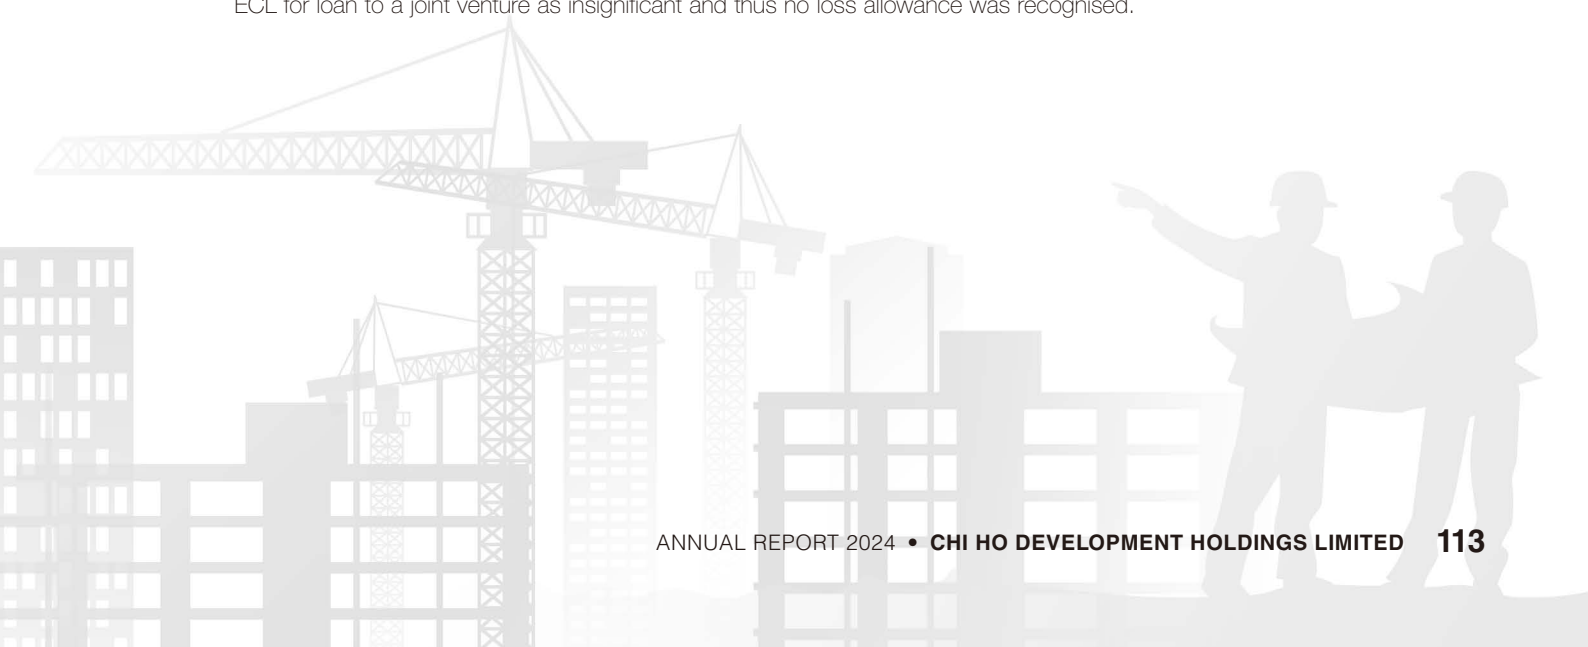 ECL for loan to a joint venture as insignificant and thus no loss allowance was recognised.
ANNUAL REPORT 2024 • CHI HO DEVELOPMENT HOLDINGS LIMITED 113